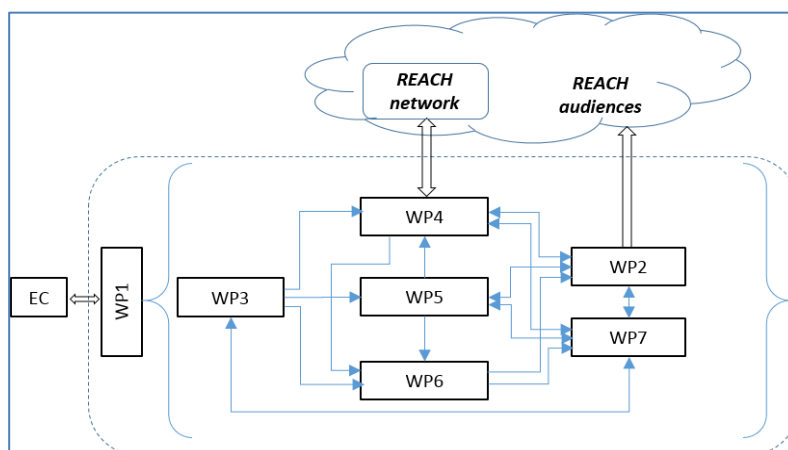 REACH
network
REACH
audiences
WP4
WP2
EC
WP1
WP3
WP5
WP7
WP6